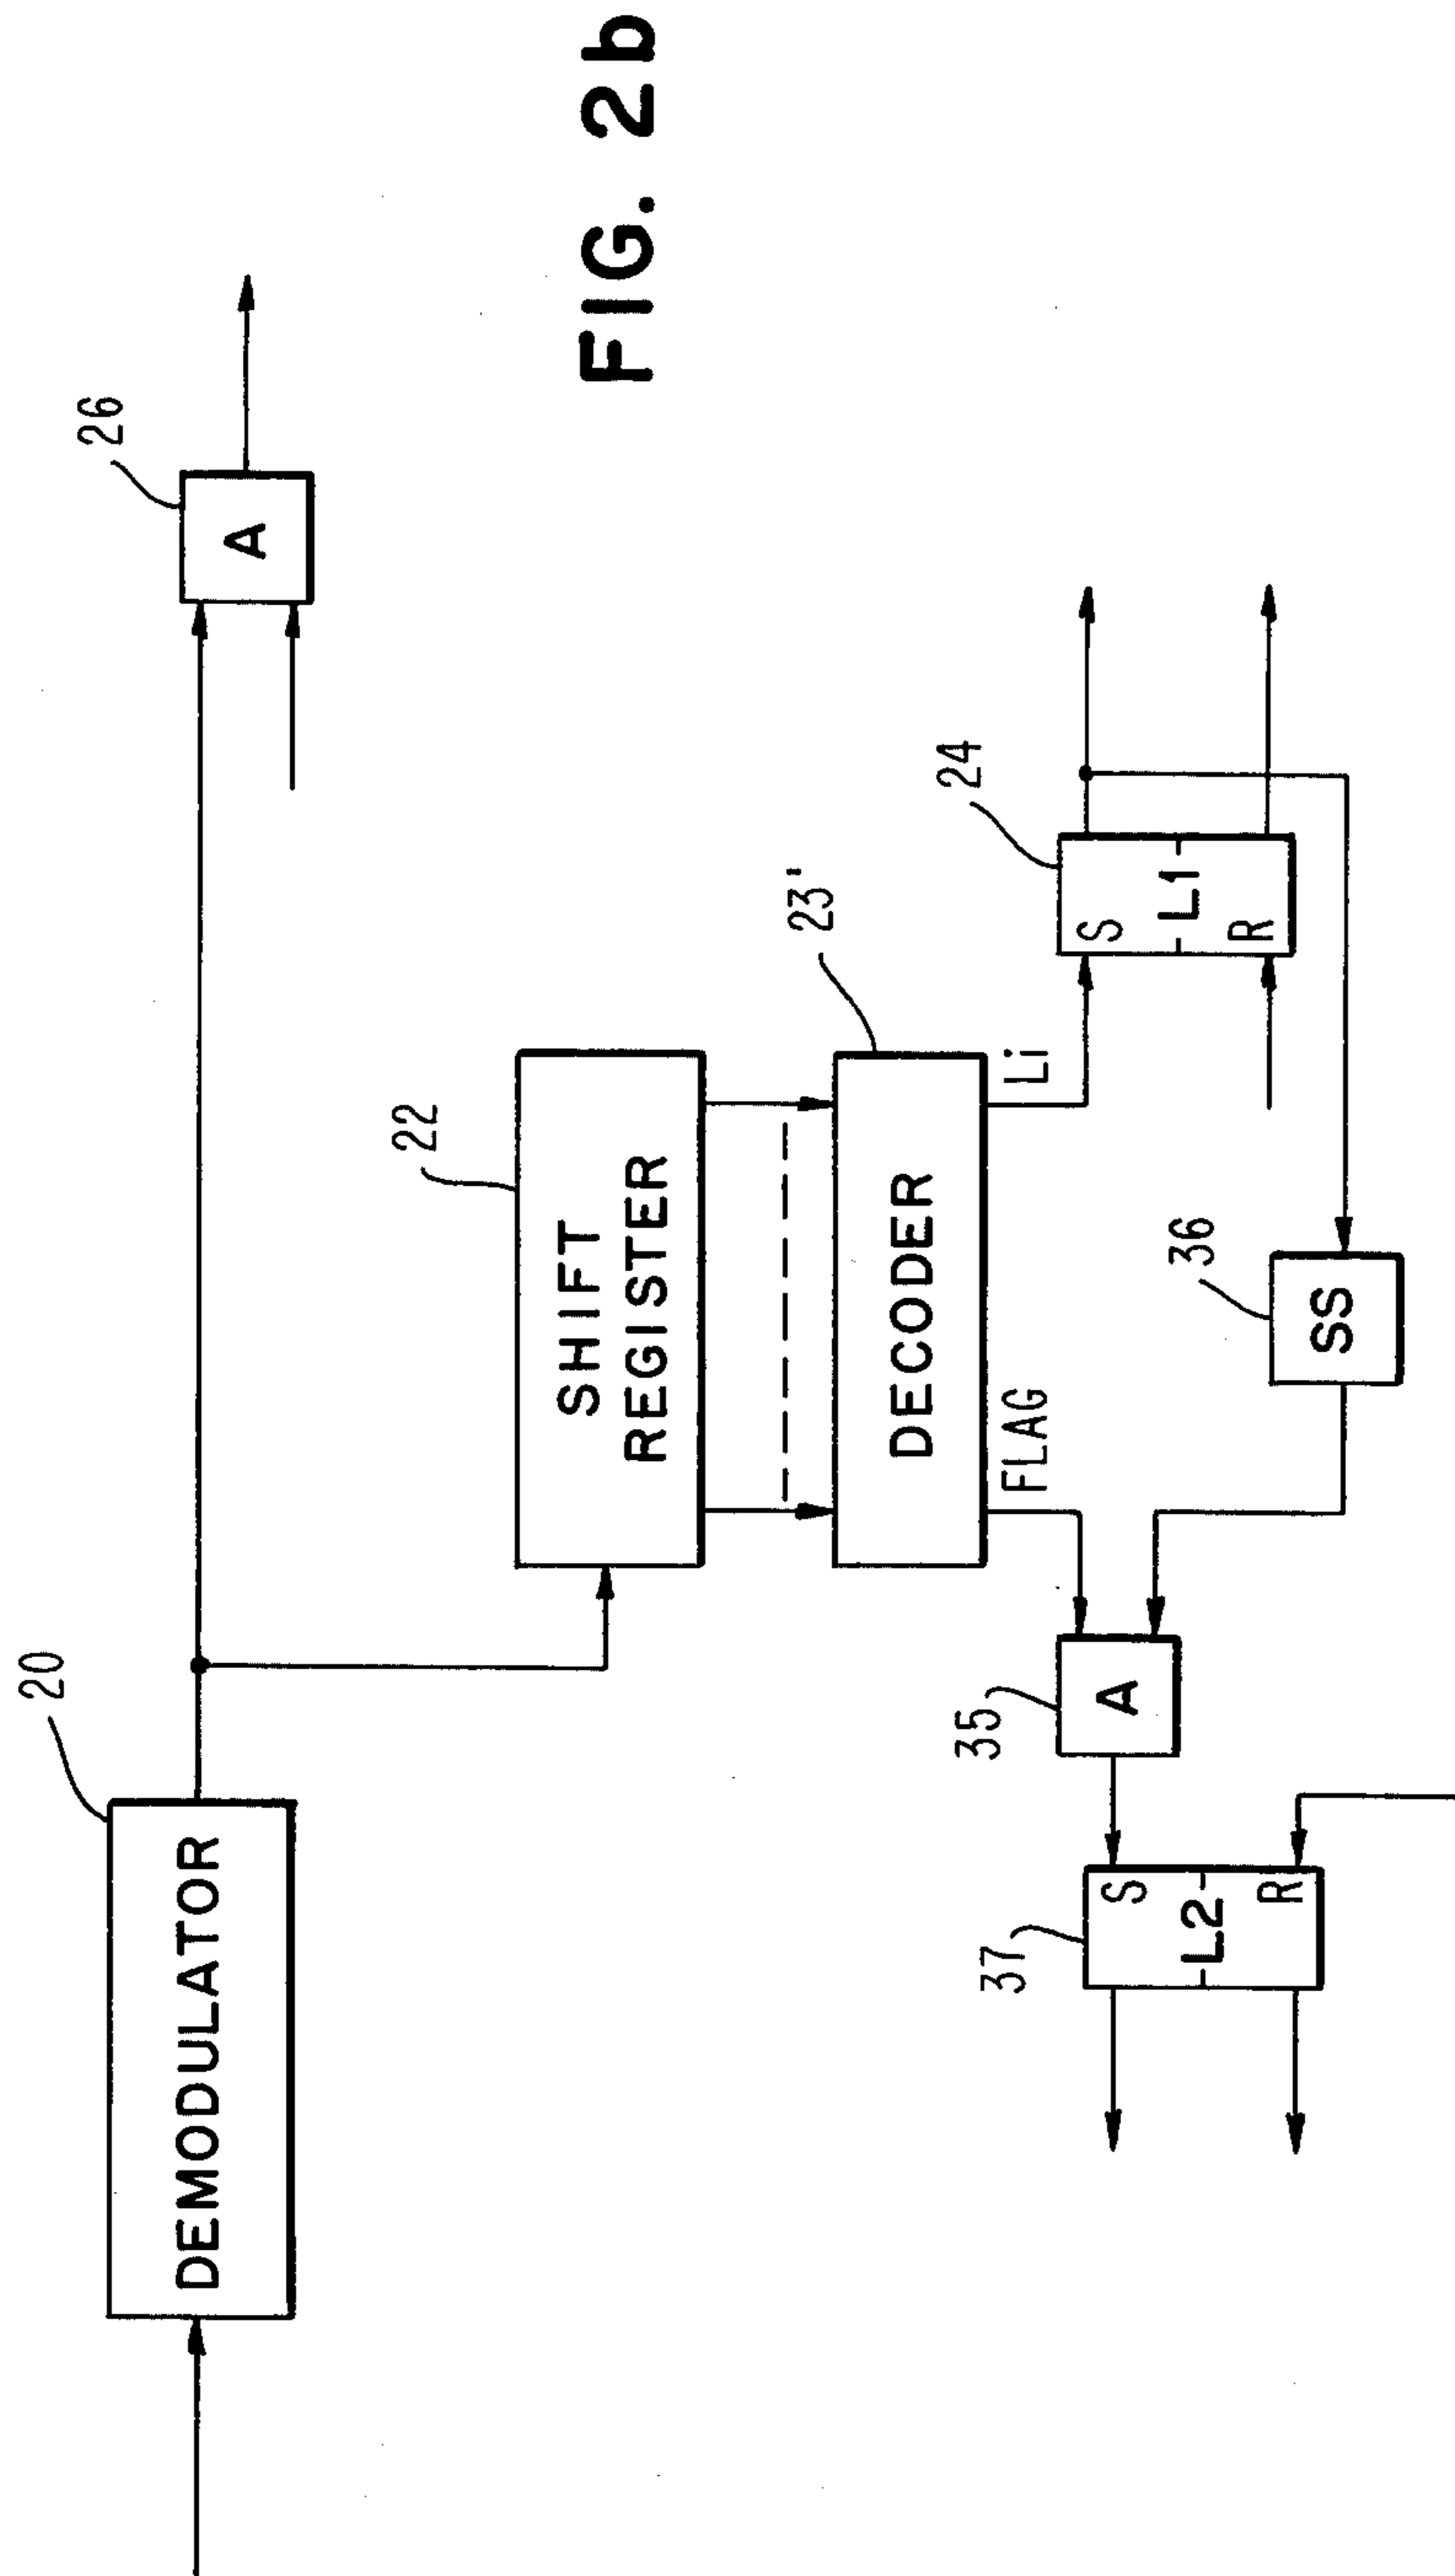 FIG. 2b
20
DEMODULATOR
26
A
22
SHIFT
REGISTER
23'
DECODER
FLAG
Li
24
S
L1
R
35
A
36
SS
37
S
L2
R